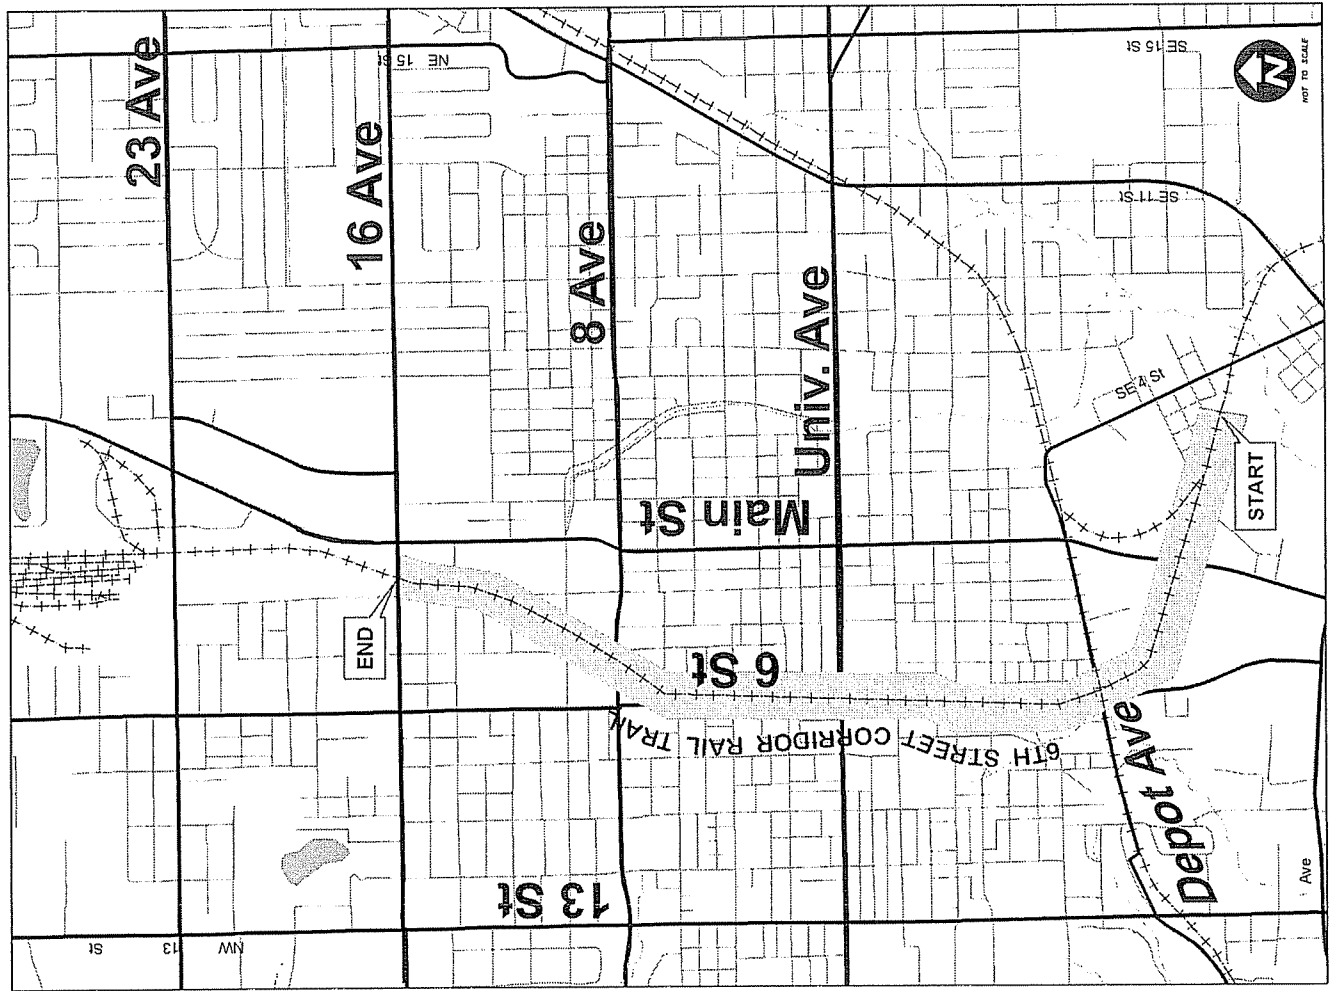 23 Ave
16 Ave
8 Ave
Univ. Ave
NE 15 St
SE 15 St
N
NOT TO SCALE
SE 11 St
SE 4 St
START
Main St
END
6 St
6TH STREET CORRIDOR RAIL TRAIL
Depot Ave
13 St
NW 13 St
Ave